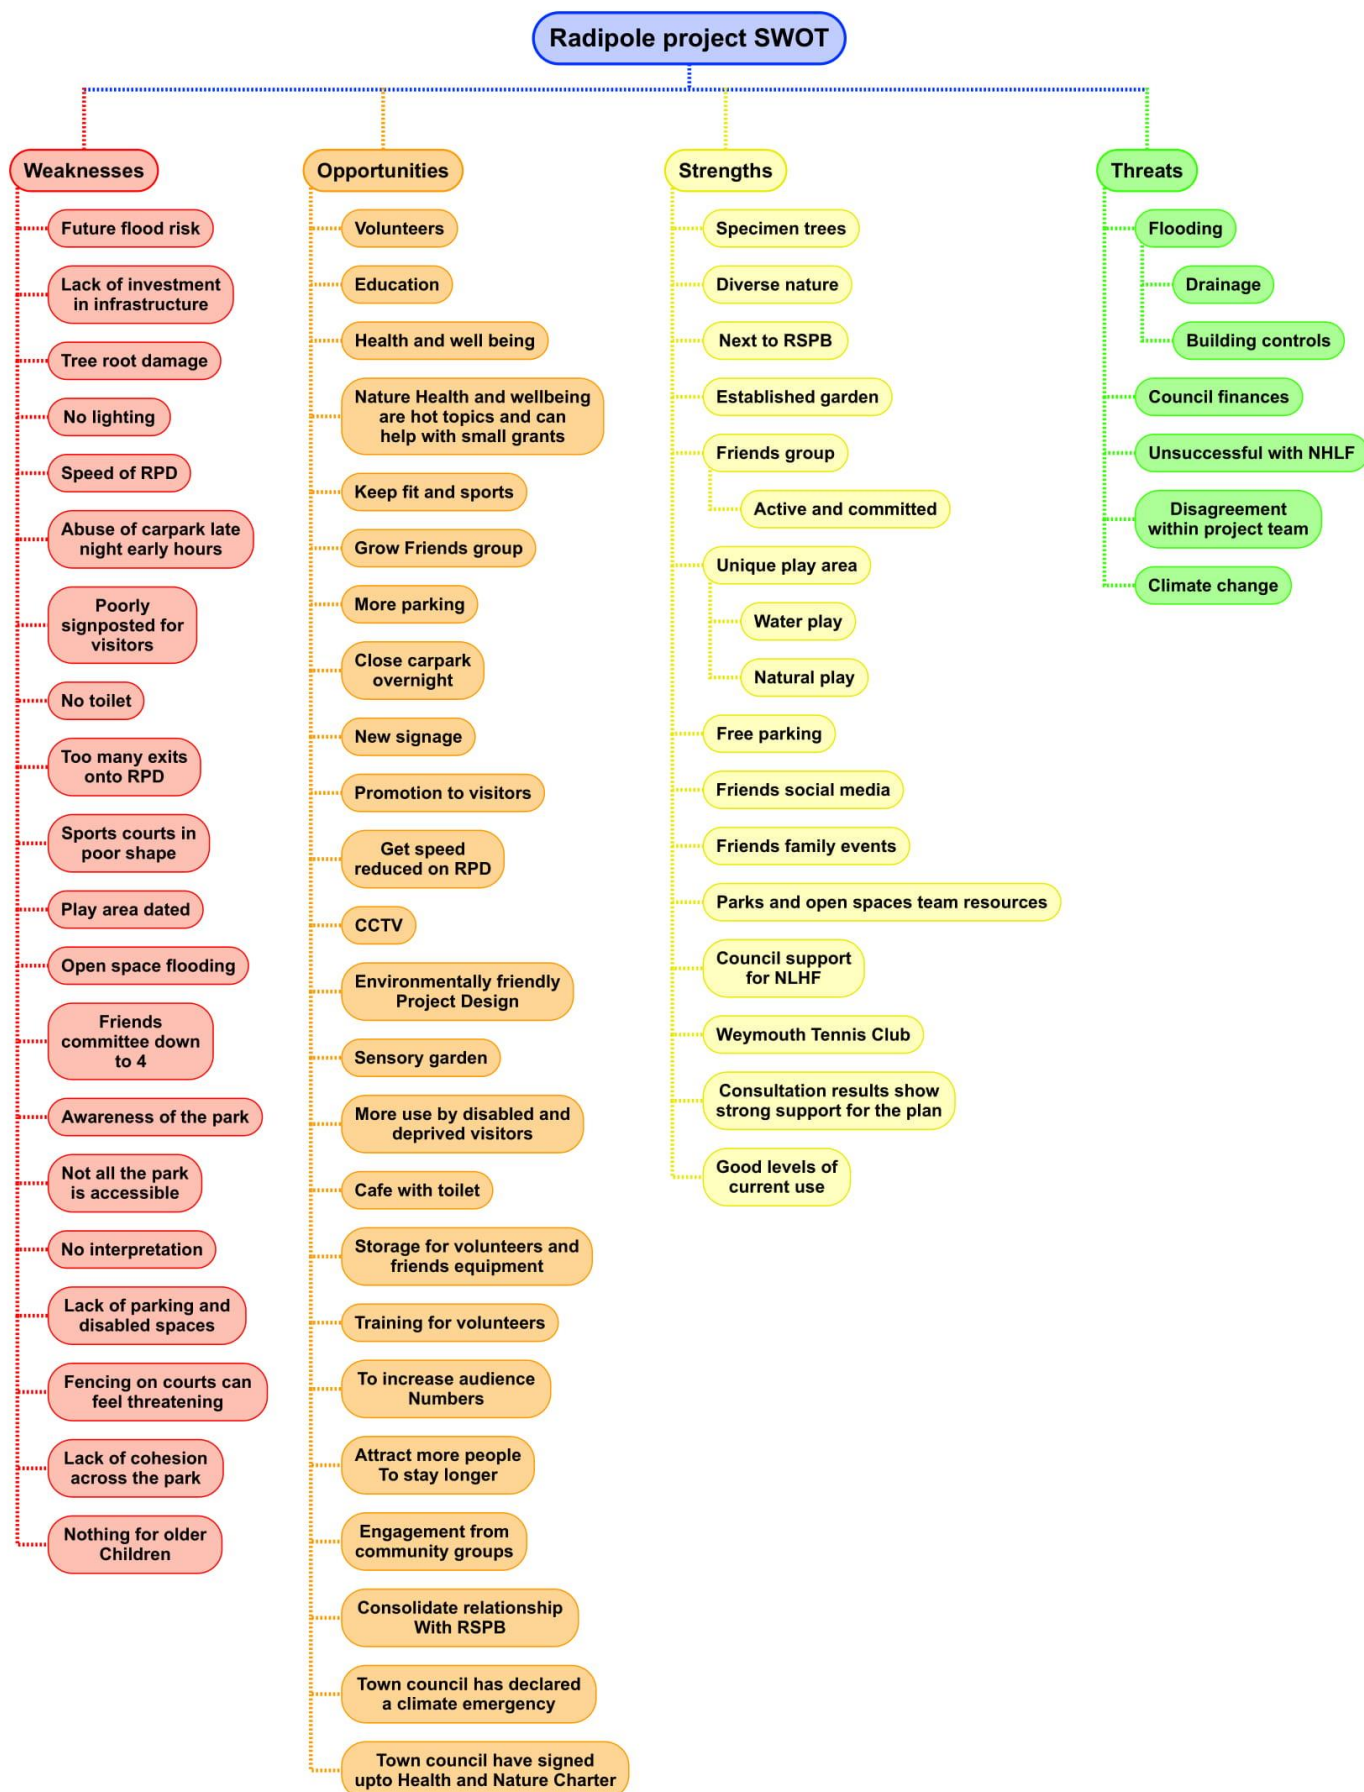 Radipole project SWOT
Weaknesses
Future flood risk
Lack of investment
in infrastructure
Tree root damage
No lighting
Speed of RPD
Abuse of carpark late
night early hours
Poorly
signposted for
visitors
No toilet
Too many exits
onto RPD
Sports courts in
poor shape
Play area dated
Open space flooding
Friends
committee down
to 4
Awareness of the park
Not all the park
is accessible
No interpretation
Lack of parking and
disabled spaces
Fencing on courts can
feel threatening
Lack of cohesion
across the park
Nothing for older
Children
Opportunities
Volunteers
Education
Health and well being
Nature Health and wellbeing
are hot topics and can
help with small grants
Keep fit and sports
Grow Friends group
More parking
Close carpark
overnight
New signage
Promotion to visitors
Get speed
reduced on RPD
CCTV
Environmentally friendly
Project Design
Sensory garden
More use by disabled and
deprived visitors
Cafe with toilet
Storage for volunteers and
friends equipment
Training for volunteers
To increase audience
Numbers
Attract more people
To stay longer
Engagement from
community groups
Consolidate relationship
With RSPB
Town council has declared
a climate emergency
Town council have signed
upto Health and Nature Charter
Strengths
Specimen trees
Diverse nature
Next to RSPB
Established garden
Friends group
Active and committed
Unique play area
Water play
Natural play
Free parking
Friends social media
Friends family events
Parks and open spaces team resources
Council support
for NLHF
Weymouth Tennis Club
Consultation results show
strong support for the plan
Good levels of
current use
Threats
Flooding
Drainage
Building controls
Council finances
Unsuccessful with NHLF
Disagreement
within project team
Climate change